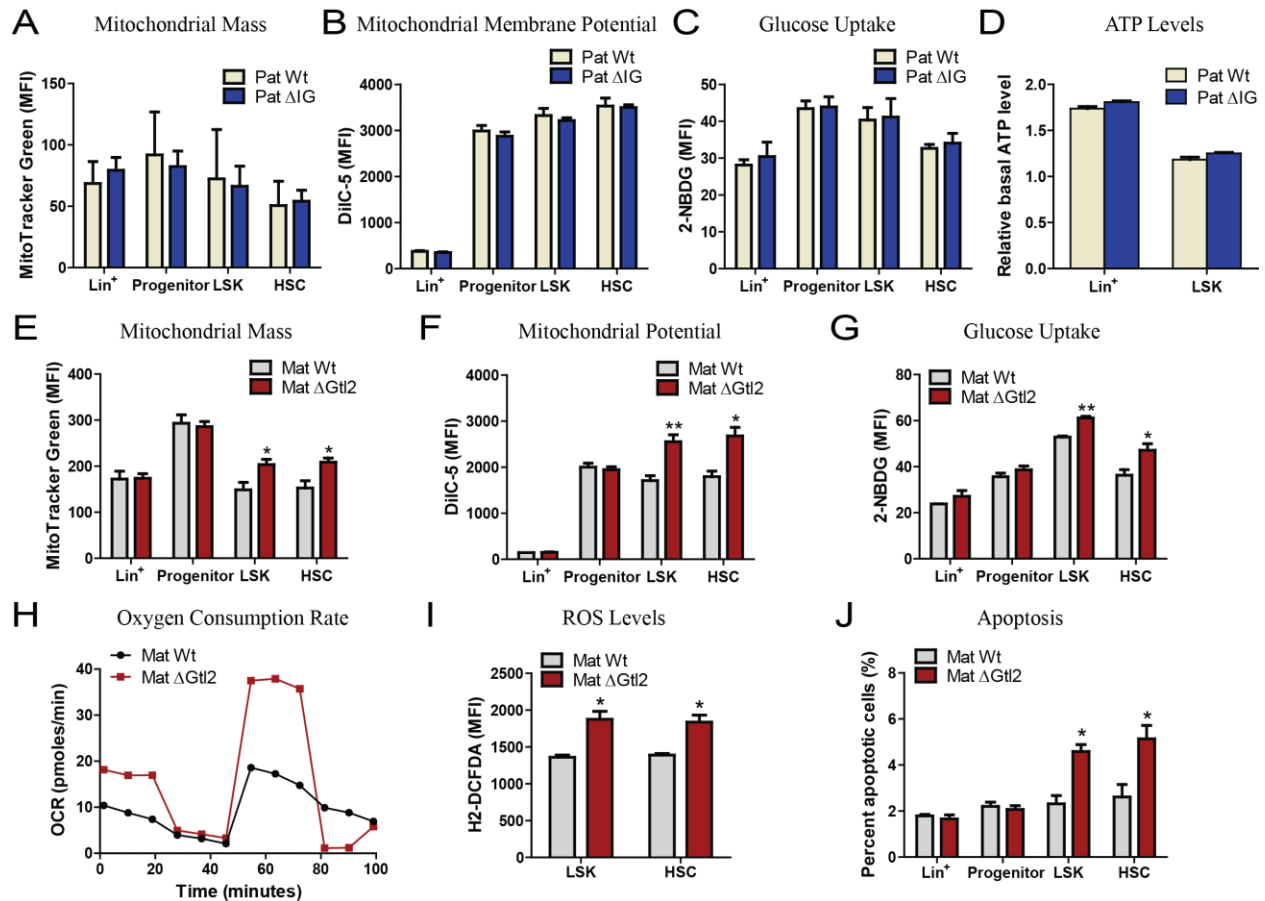 A Mitochondrial Mass
Pat Wt
Pat ΔIG
MitoTracker Green (MFI)
150
100
50
0
Lin+ Progenitor LSK HSC
B Mitochondrial Membrane Potential
Pat Wt
Pat ΔIG
DilC-5 (MFI)
4000
3000
2000
1000
0
Lin+ Progenitor LSK HSC
C Glucose Uptake
Pat Wt
Pat ΔIG
2-NBDG (MFI)
50
40
30
20
10
0
Lin+ Progenitor LSK HSC
D ATP Levels
Pat Wt
Pat ΔIG
Relative basal ATP level
2.0
1.5
1.0
0.5
0.0
Lin+ LSK
E Mitochondrial Mass
Mat Wt
Mat ΔGtl2
MitoTracker Green (MFI)
400
300
200
100
0
* *
Lin+ Progenitor LSK HSC
F Mitochondrial Potential
Mat Wt
Mat ΔGtl2
DilC-5 (MFI)
4000
3000
2000
1000
0
** *
Lin+ Progenitor LSK HSC
G Glucose Uptake
Mat Wt
Mat ΔGtl2
2-NBDG (MFI)
80
60
40
20
0
** *
Lin+ Progenitor LSK HSC
H Oxygen Consumption Rate
Mat Wt
Mat ΔGtl2
OCR (pmoles/min)
40
30
20
10
0
0 20 40 60 80 100
Time (minutes)
I ROS Levels
Mat Wt
Mat ΔGtl2
H2-DCFDA (MFI)
2500
2000
1500
1000
500
0
* *
LSK HSC
J Apoptosis
Mat Wt
Mat ΔGtl2
Percent apoptotic cells (%)
8
6
4
2
0
* *
Lin+ Progenitor LSK HSC